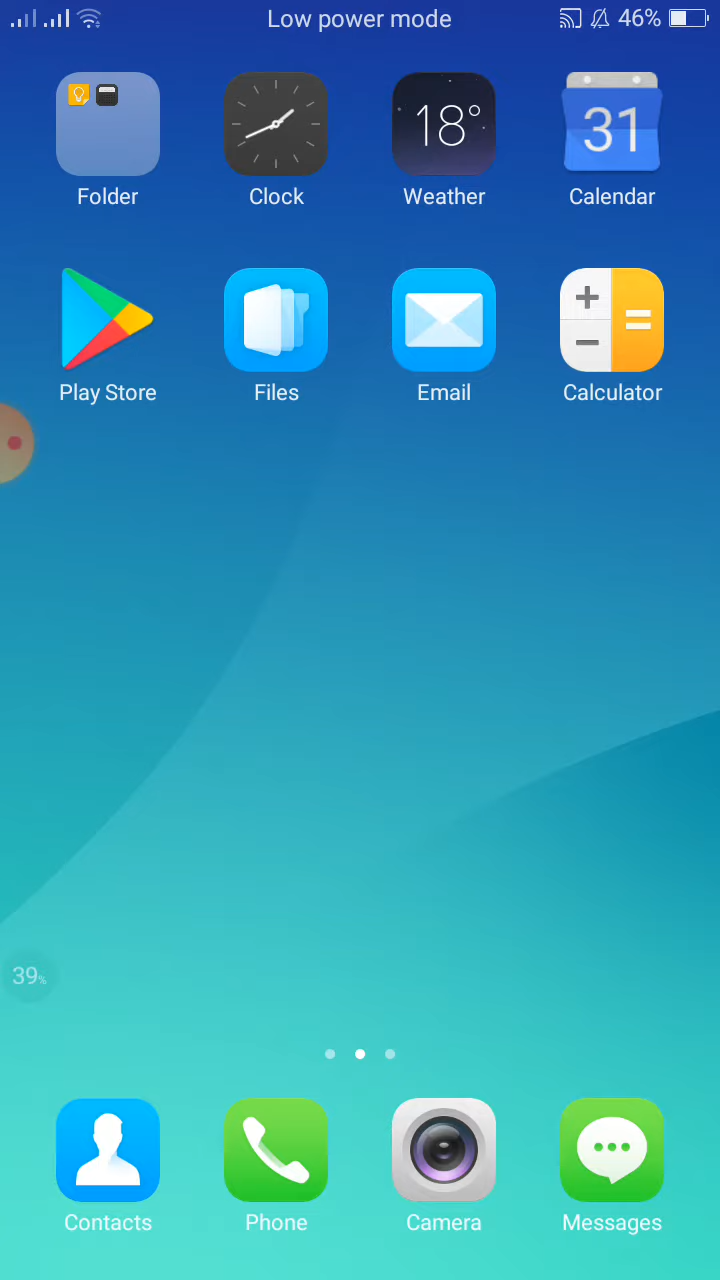 Low power mode 46%
18°
31
Folder Clock Weather Calendar
Play Store Files Email Calculator
39%
Contacts Phone Camera Messages